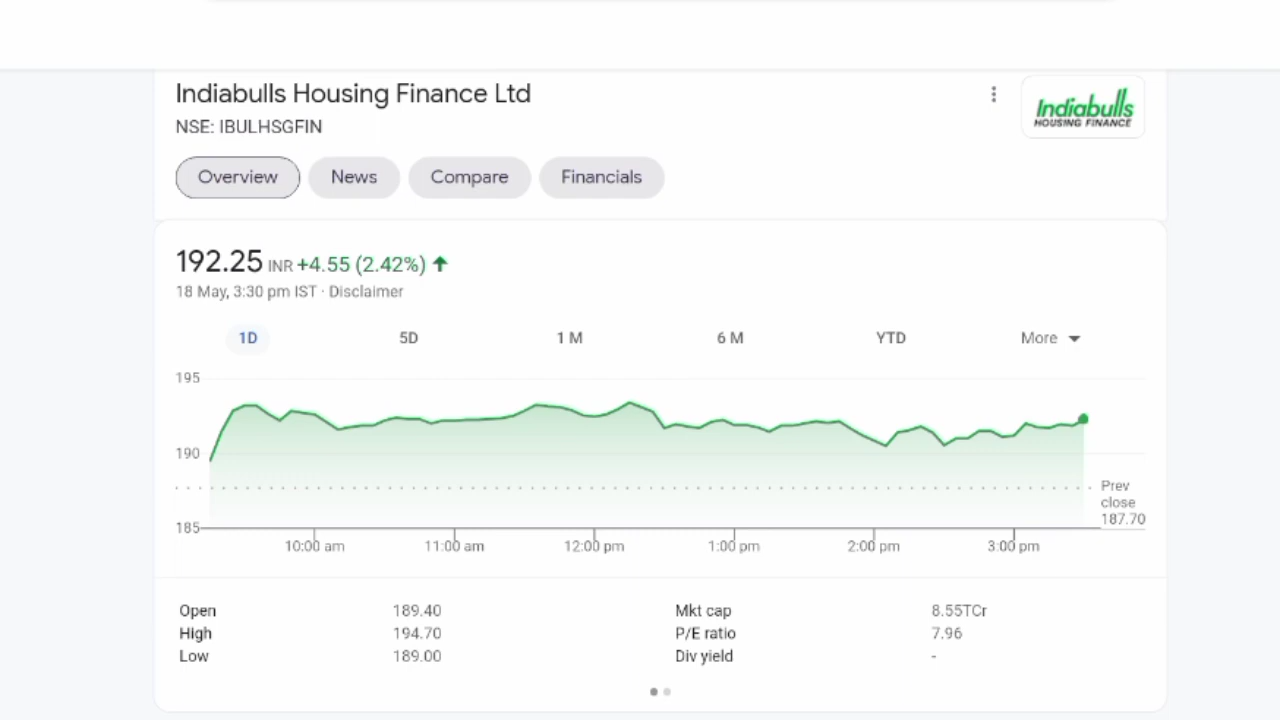 Indiabulls Housing Finance Ltd
NSE: IBULHSGFIN
Indiabulls
HOUSING FINANCE
Overview News Compare Financials
192.25 INR +4.55 (2.42%)
18 May, 3:30 pm IST · Disclaimer
1D 5D 1 M 6 M YTD More
195
190
185
Prev
close
187.70
10:00 am 11:00 am 12:00 pm 1:00 pm 2:00 pm 3:00 pm
Open 189.40 Mkt cap 8.55TCr
High 194.70 P/E ratio 7.96
Low 189.00 Div yield -